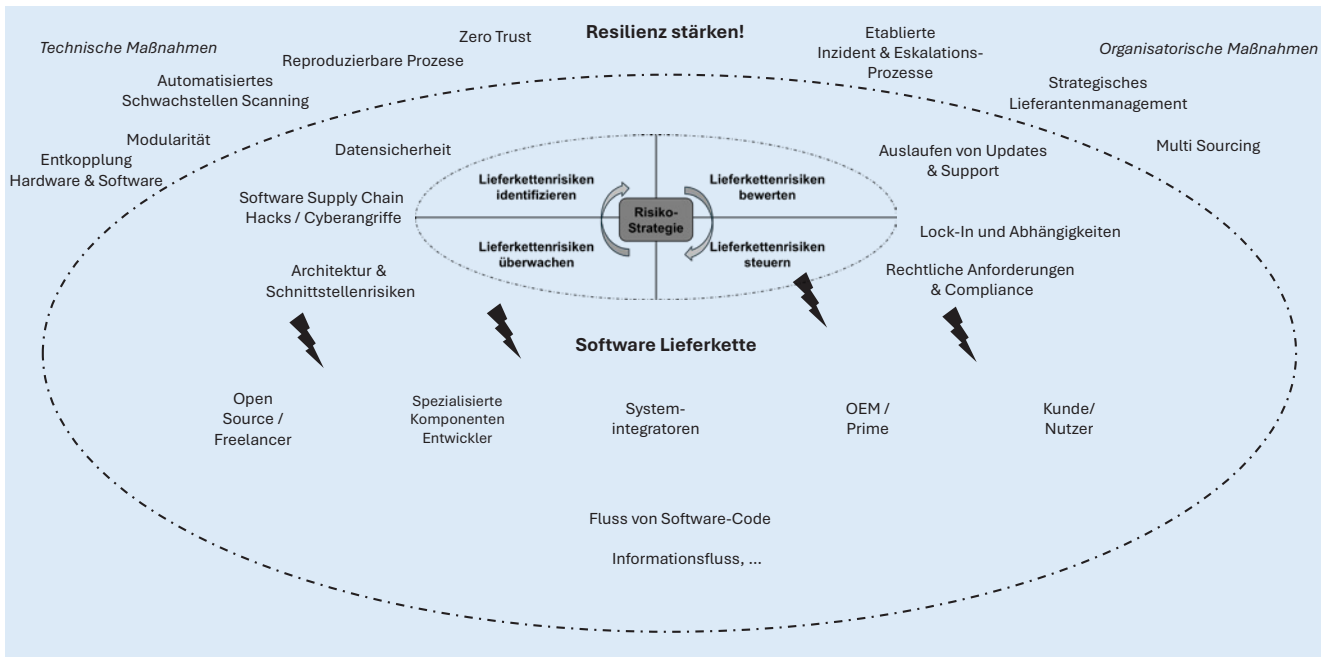 Technische Maßnahmen
Zero Trust
Resilienz stärken!
Etablierte
Inzident & Eskalations-
Prozesse
Organisatorische Maßnahmen
Reproduzierbare Prozese
Automatisiertes
Schwachstellen Scanning
Strategisches
Lieferantenmanagement
Modularität
Multi Sourcing
Entkopplung
Hardware & Software
Datensicherheit
Auslaufen von Updates
& Support
Software Supply Chain
Hacks / Cyberangriffe
Lieferkettenrisiken
identifizieren
Lieferkettenrisiken
bewerten
Risiko-
Strategie
Lieferkettenrisiken
überwachen
Lieferkettenrisiken
steuern
Lock-In und Abhängigkeiten
Architektur &
Schnittstellenrisiken
Rechtliche Anforderungen
& Compliance
Software Lieferkette
Open
Source /
Freelancer
Spezialisierte
Komponenten
Entwickler
System-
integratoren
OEM /
Prime
Kunde/
Nutzer
Fluss von Software-Code
Informationsfluss, ...